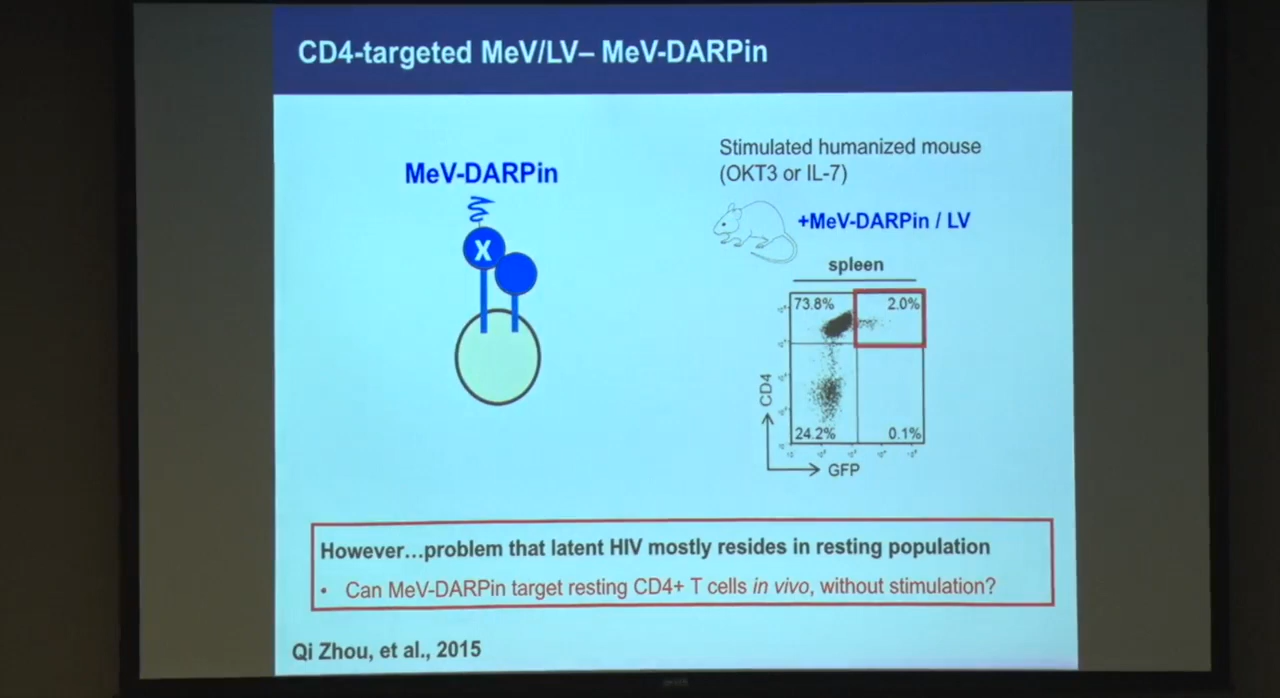 CD4-targeted MeV/LV– MeV-DARPin
MeV-DARPin
X
Stimulated humanized mouse
(OKT3 or IL-7)
+MeV-DARPin / LV
spleen
73.8%
2.0%
24.2%
0.1%
CD4
GFP
However...problem that latent HIV mostly resides in resting population
• Can MeV-DARPin target resting CD4+ T cells in vivo, without stimulation?
Qi Zhou, et al., 2015